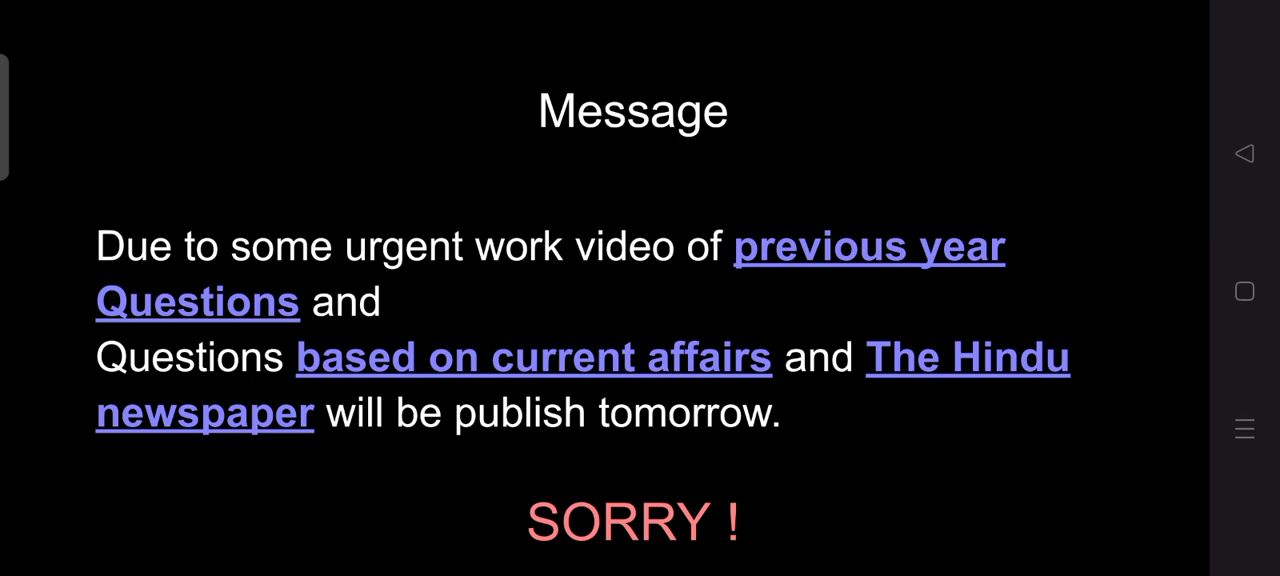 Message
Due to some urgent work video of previous year
Questions and
Questions based on current affairs and The Hindu
newspaper will be publish tomorrow.
SORRY !